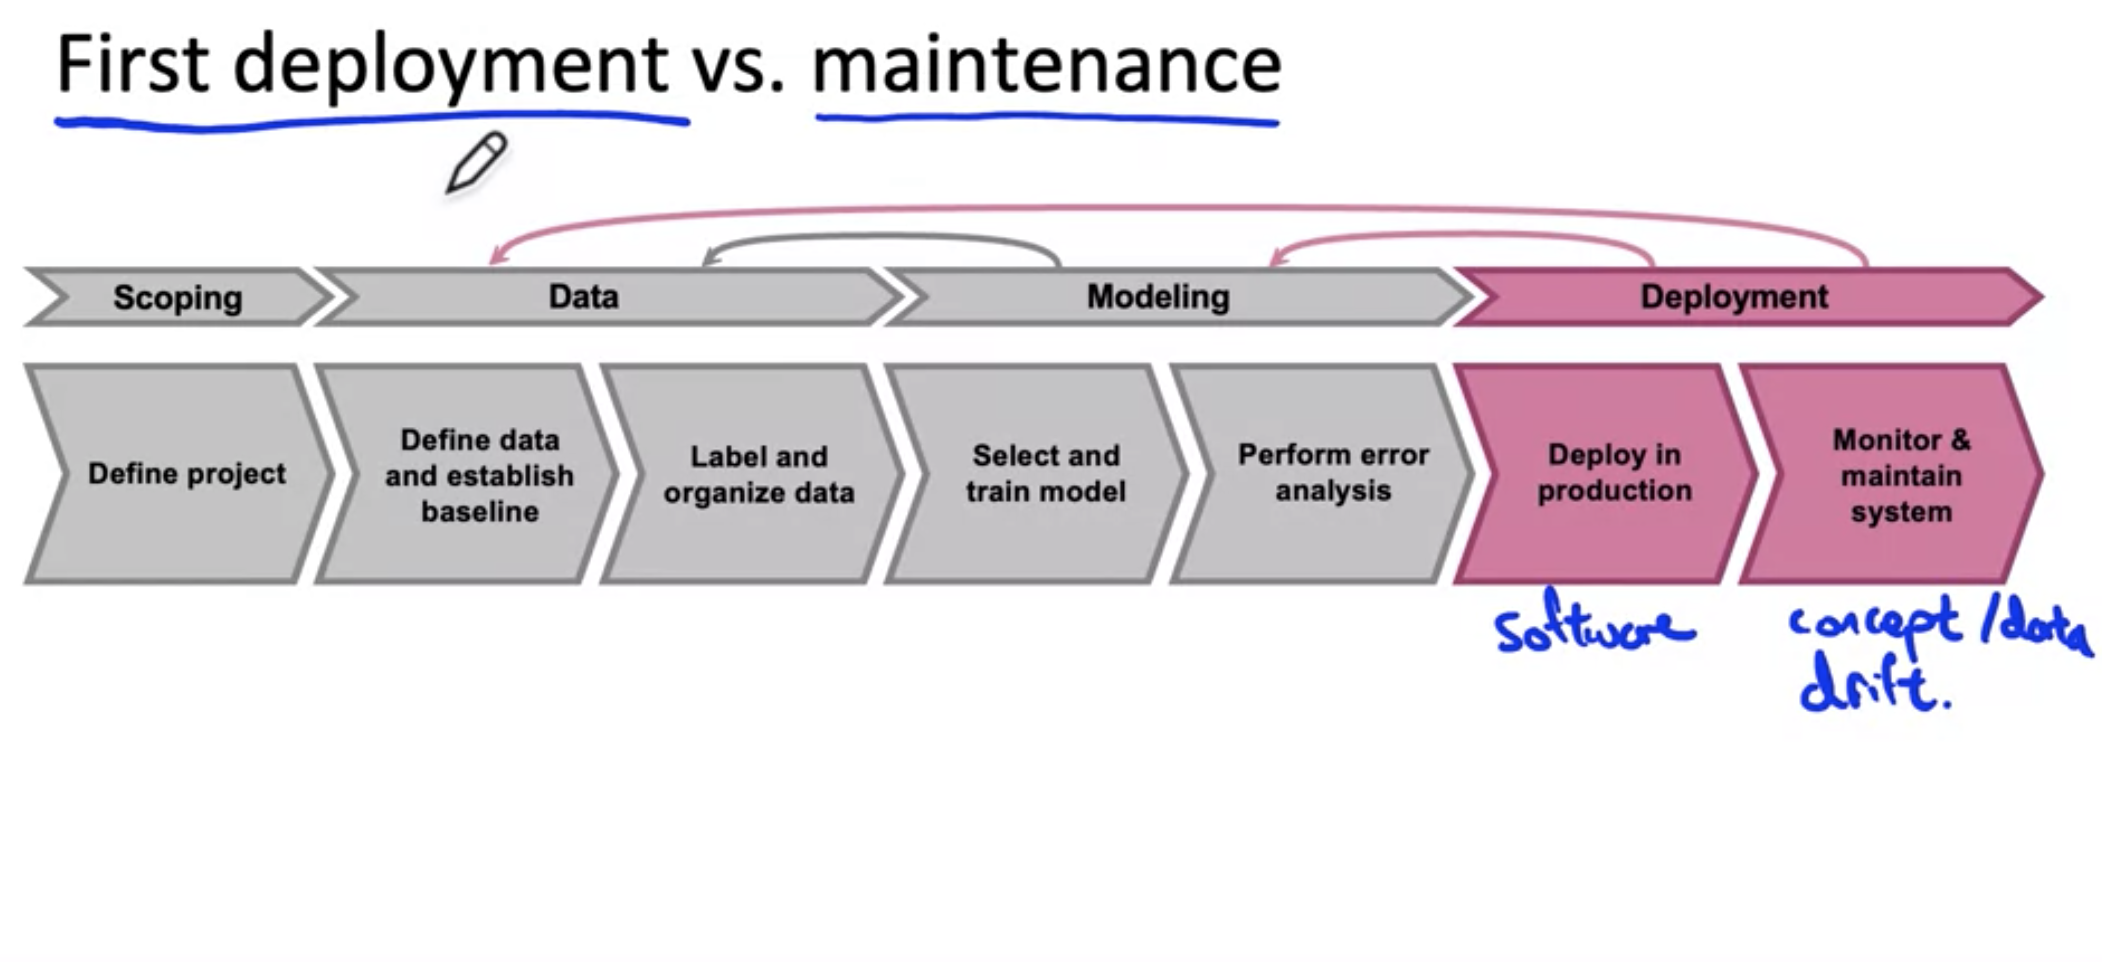 First deployment vs. maintenance
Scoping
Data
Modeling
Deployment
Define project
Define data
and establish
baseline
Label and
organize data
Select and
train model
Perform error
analysis
Deploy in
production
Monitor &
maintain
system
software
concept /data
drift.